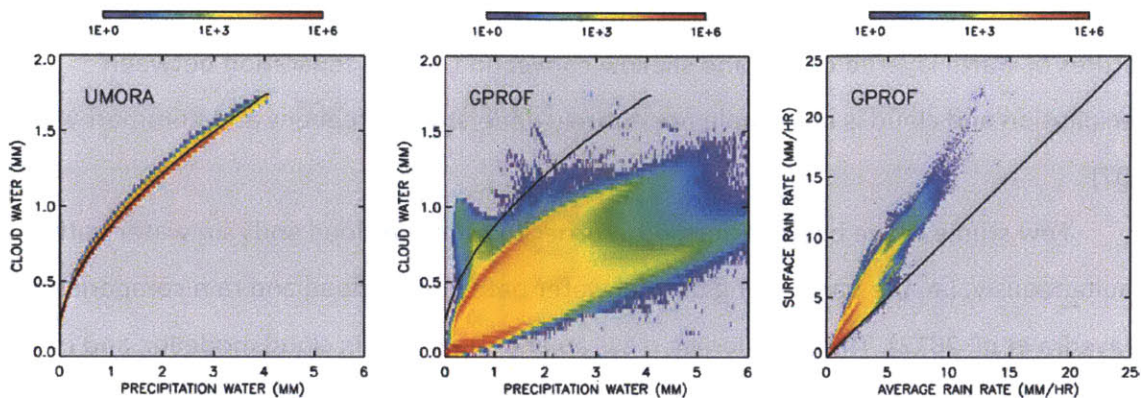 1E+0 1E+3 1E+6
1E+0 1E+3 1E+6
1E+0 1E+3 1E+6
UMORA
CLOUD WATER (MM)
2.0
1.5
1.0
0.5
0.0
0 1 2 3 4 5 6
PRECIPITATION WATER (MM)
GPROF
CLOUD WATER (MM)
2.0
1.5
1.0
0.5
0.0
0 1 2 3 4 5 6
PRECIPITATION WATER (MM)
GPROF
SURFACE RAIN RATE (MM/HR)
25
20
15
10
5
0
0 5 10 15 20 25
AVERAGE RAIN RATE (MM/HR)